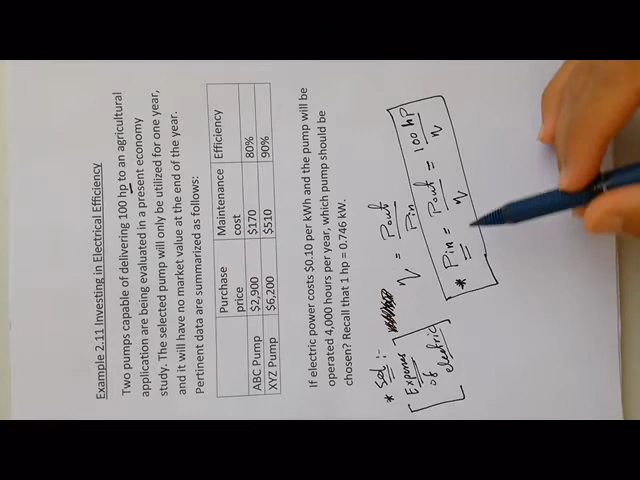 Example 2.11 Investing in Electrical Efficiency
Two pumps capable of delivering 100 hp to an agricultural
application are being evaluated in a present economy
study. The selected pump will only be utilized for one year,
and it will have no market value at the end of the year.
Pertinent data are summarized as follows:
Purchase price Maintenance cost Efficiency
ABC Pump $2,900 $170 80%
XYZ Pump $6,200 $510 90%
If electric power costs $0.10 per kWh and the pump will be
operated 4,000 hours per year, which pump should be
chosen? Recall that 1 hp = 0.746 kW.
* Sol:-
Expenses
of
electric
η = Pout / Pin
* Pin = Pout / η = 100 hp / η